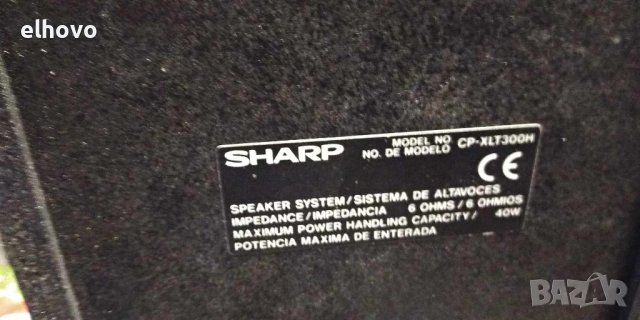 elhovo
SHARP
MODEL NO CP-XLT300H
NO. DE MODELO
CE
SPEAKER SYSTEM/SISTEMA DE ALTAVOCES
IMPEDANCE/IMPEDANCIA 6 OHMS/6 OHMIOS
MAXIMUM POWER HANDLING CAPACITY/ 40W
POTENCIA MAXIMA DE ENTERADA
BAZAR